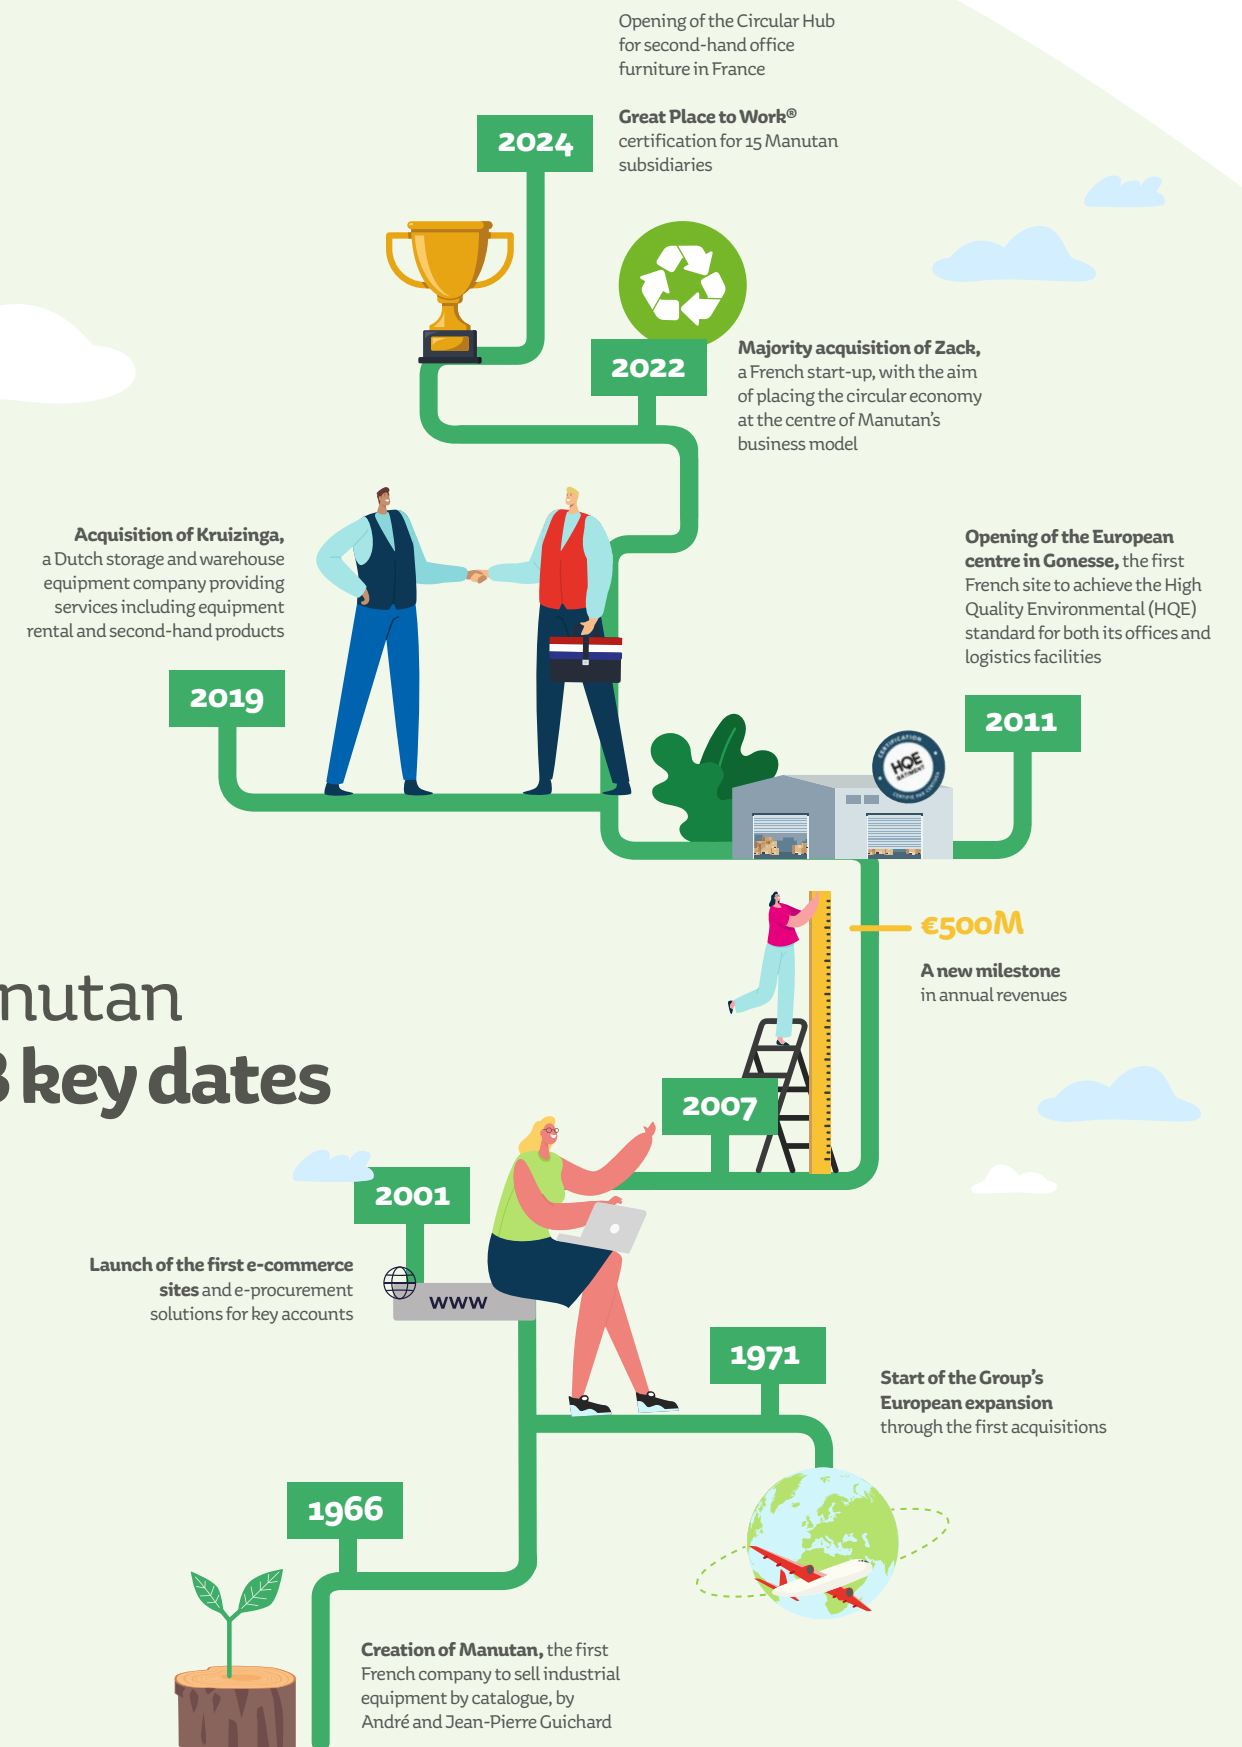 Opening of the Circular Hub
for second-hand office
furniture in France
Great Place to Work®
certification for 15 Manutan
subsidiaries
2024
2022
Majority acquisition of Zack,
a French start-up, with the aim
of placing the circular economy
at the centre of Manutan's
business model
Acquisition of Kruizinga,
a Dutch storage and warehouse
equipment company providing
services including equipment
rental and second-hand products
2019
Opening of the European
centre in Gonesse, the first
French site to achieve the High
Quality Environmental (HQE)
standard for both its offices and
logistics facilities
2011
CERTIFICATION
HQE
BATIMENT
€500M
A new milestone
in annual revenues
nutan
key dates
2007
2001
Launch of the first e-commerce
sites and e-procurement
solutions for key accounts
www
1971
Start of the Group's
European expansion
through the first acquisitions
1966
Creation of Manutan, the first
French company to sell industrial
equipment by catalogue, by
André and Jean-Pierre Guichard